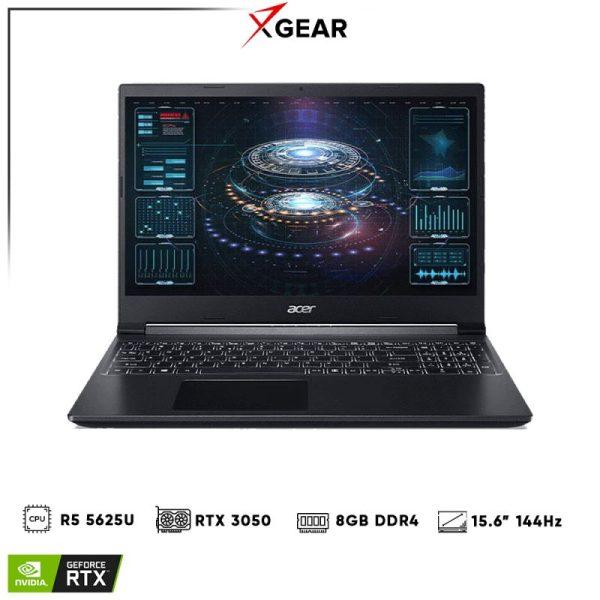 XGEAR
acer
CPU
R5 5625U
RTX 3050
8GB DDR4
15.6" 144Hz
NVIDIA.
GEFORCE
RTX